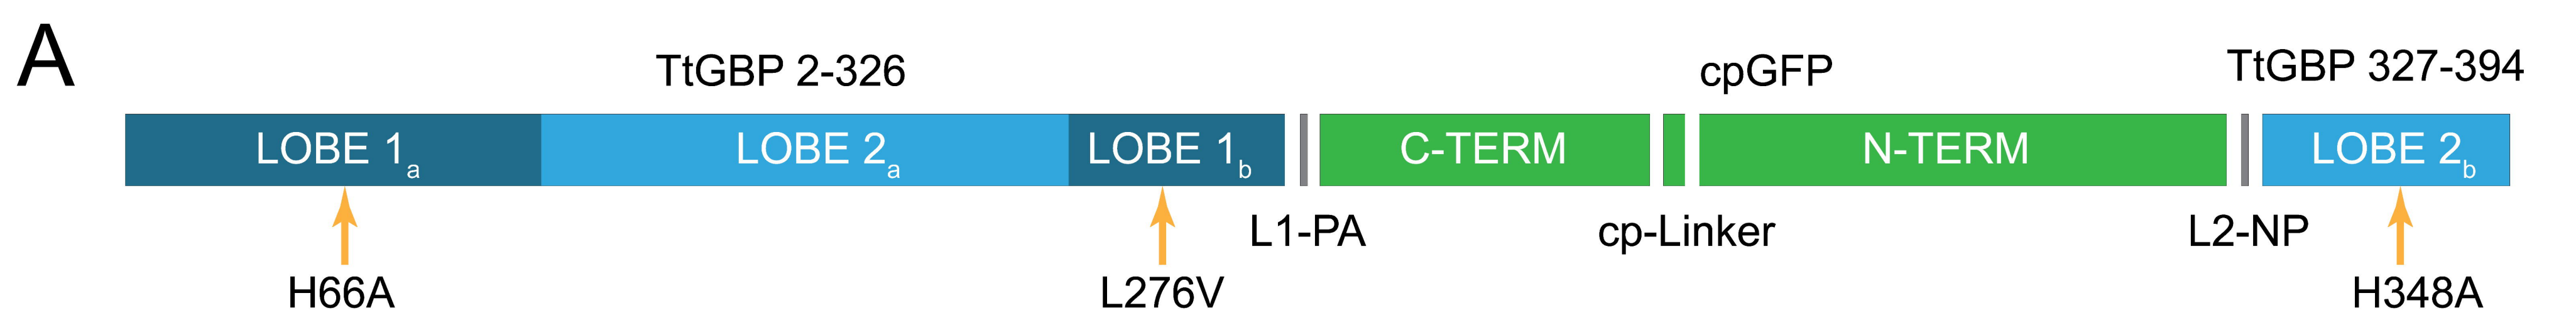 A
TtGBP 2-326
cpGFP
TtGBP 327-394
LOBE 1a
LOBE 2a
LOBE 1b
C-TERM
N-TERM
LOBE 2b
L1-PA
cp-Linker
L2-NP
H66A
L276V
H348A